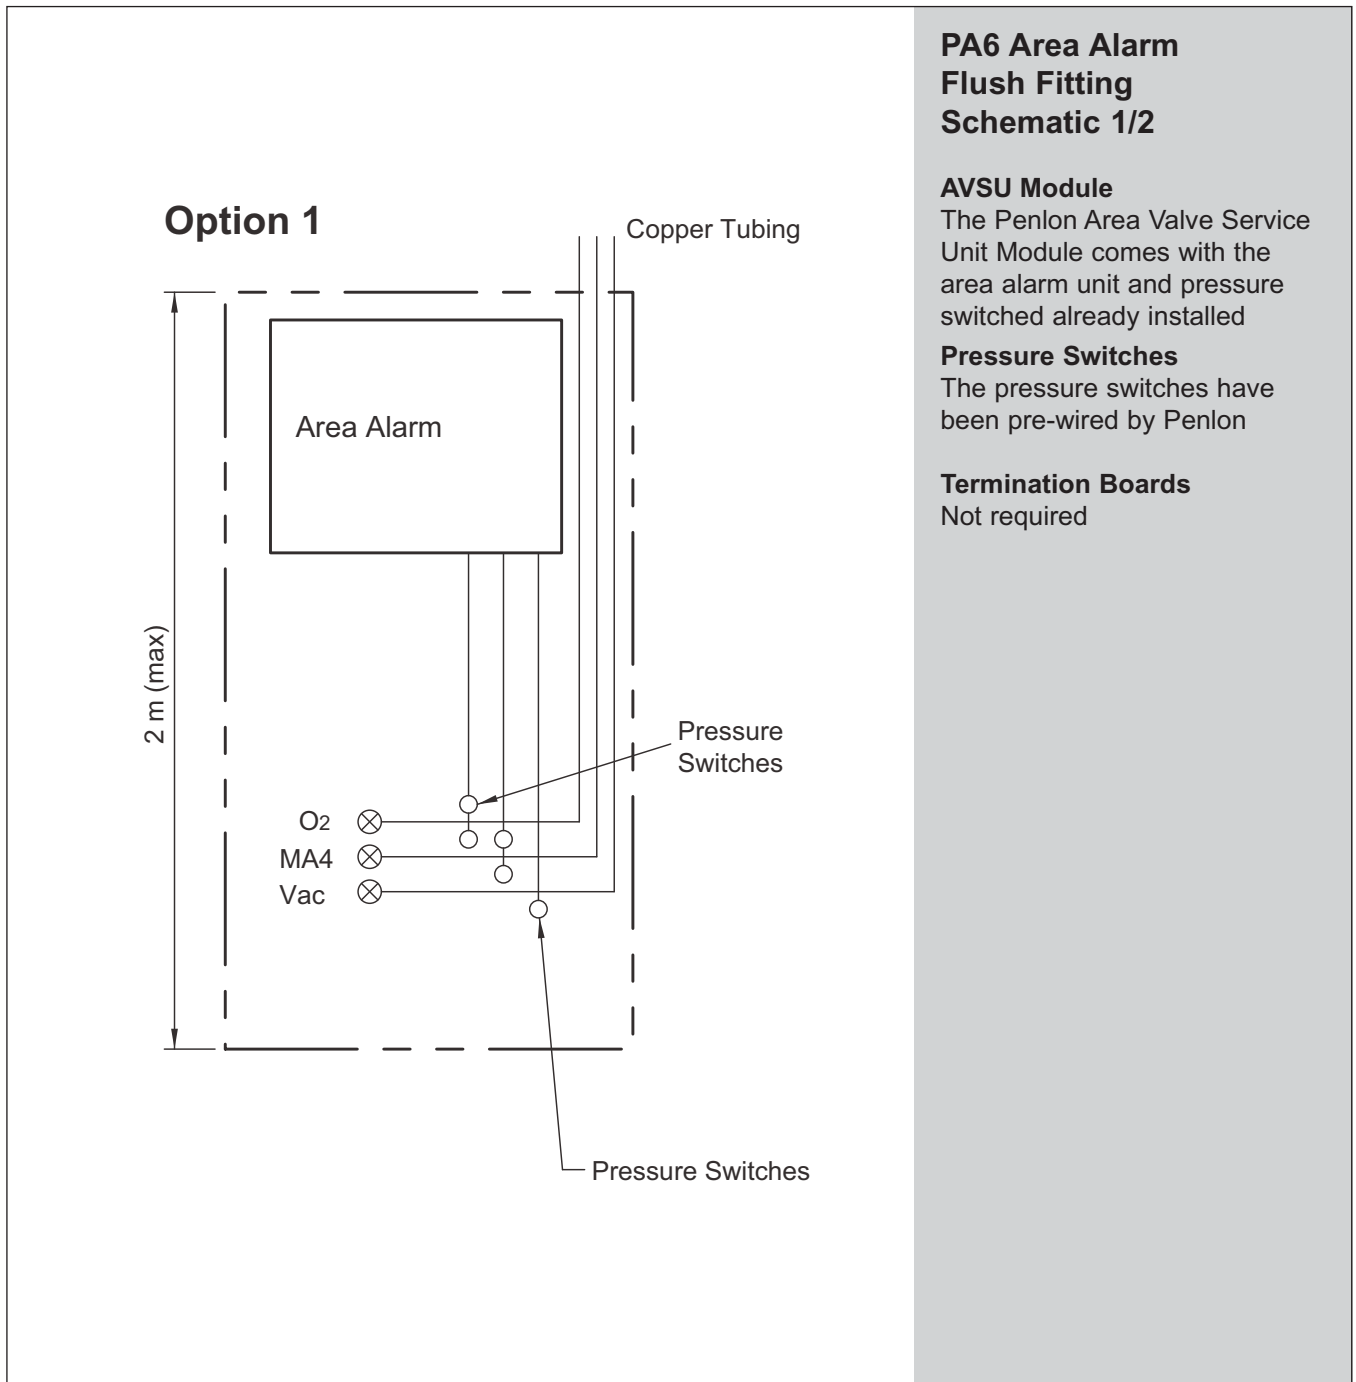 Option 1
Copper Tubing
Area Alarm
2 m (max)
Pressure
Switches
O2
MA4
Vac
Pressure Switches
PA6 Area Alarm
Flush Fitting
Schematic 1/2
AVSU Module
The Penlon Area Valve Service
Unit Module comes with the
area alarm unit and pressure
switched already installed
Pressure Switches
The pressure switches have
been pre-wired by Penlon
Termination Boards
Not required